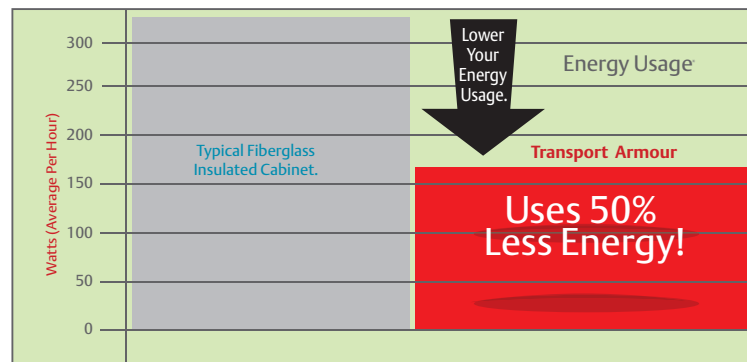 Lower
Your
Energy
Usage.
Energy Usage
Typical Fiberglass
Insulated Cabinet.
Transport Armour
Uses 50%
Less Energy!
Watts (Average Per Hour)
300
250
200
150
100
50
0